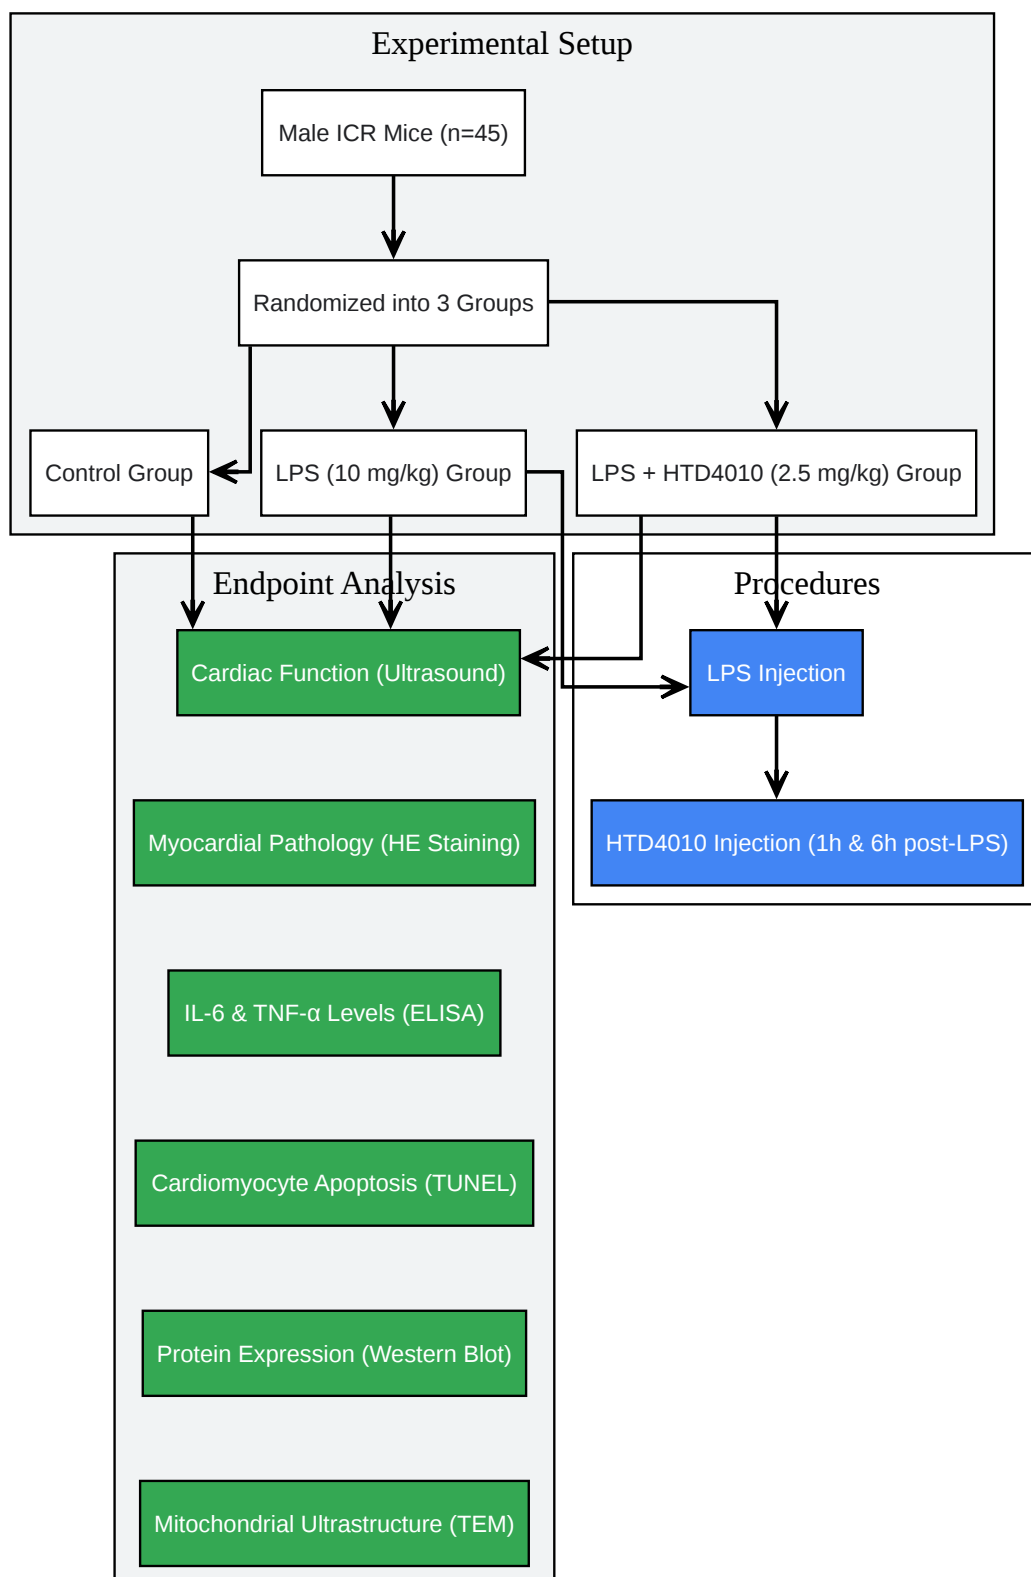 Experimental Setup
Male ICR Mice (n=45)
Randomized into 3 Groups
Control Group
LPS (10 mg/kg) Group
LPS + HTD4010 (2.5 mg/kg) Group
Endpoint Analysis
Procedures
Cardiac Function (Ultrasound)
LPS Injection
Myocardial Pathology (HE Staining)
HTD4010 Injection (1h & 6h post-LPS)
IL-6 & TNF-α Levels (ELISA)
Cardiomyocyte Apoptosis (TUNEL)
Protein Expression (Western Blot)
Mitochondrial Ultrastructure (TEM)